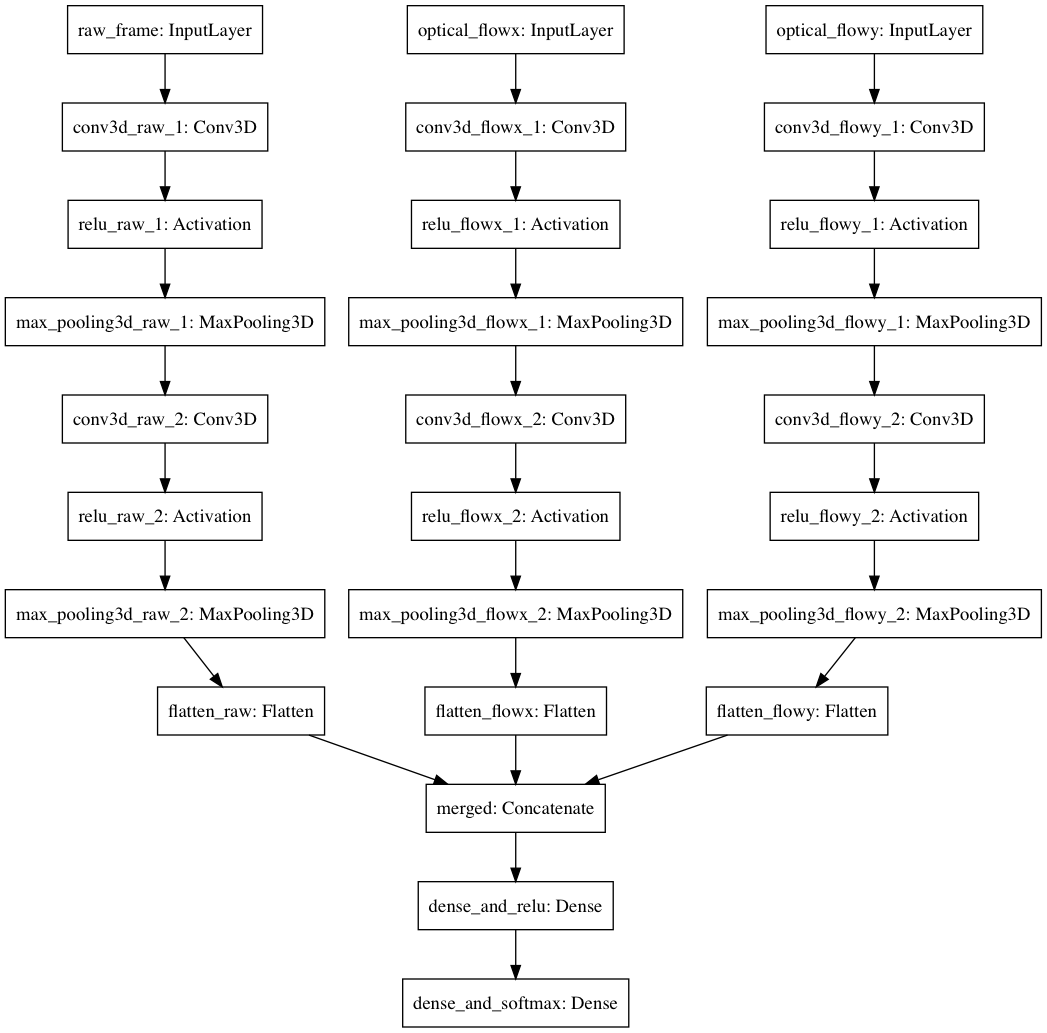 raw_frame: InputLayer
optical_flowx: InputLayer
optical_flowy: InputLayer
conv3d_raw_1: Conv3D
conv3d_flowx_1: Conv3D
conv3d_flowy_1: Conv3D
relu_raw_1: Activation
relu_flowx_1: Activation
relu_flowy_1: Activation
max_pooling3d_raw_1: MaxPooling3D
max_pooling3d_flowx_1: MaxPooling3D
max_pooling3d_flowy_1: MaxPooling3D
conv3d_raw_2: Conv3D
conv3d_flowx_2: Conv3D
conv3d_flowy_2: Conv3D
relu_raw_2: Activation
relu_flowx_2: Activation
relu_flowy_2: Activation
max_pooling3d_raw_2: MaxPooling3D
max_pooling3d_flowx_2: MaxPooling3D
max_pooling3d_flowy_2: MaxPooling3D
flatten_raw: Flatten
flatten_flowx: Flatten
flatten_flowy: Flatten
merged: Concatenate
dense_and_relu: Dense
dense_and_softmax: Dense